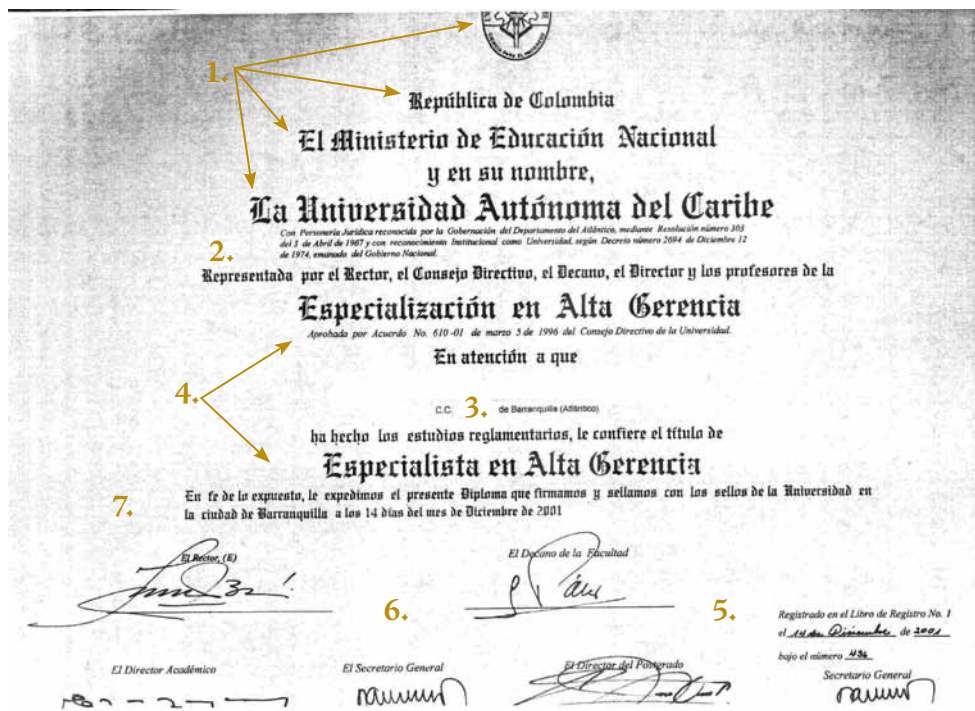 CIENCIA PARA EL PROGRESO
1.
República de Colombia
El Ministerio de Educación Nacional
y en su nombre,
La Universidad Autónoma del Caribe
Con Personería Jurídica reconocida por la Gobernación del Departamento del Atlántico, mediante Resolución número 303
del 3 de Abril de 1967 y con reconocimiento Institucional como Universidad, según Decreto número 2694 de Diciembre 12
de 1974, emanado del Gobierno Nacional.
2.
Representada por el Rector, el Consejo Directivo, el Decano, el Director y los profesores de la
Especialización en Alta Gerencia
Aprobada por Acuerdo No. 610-01 de marzo 5 de 1996 del Consejo Directivo de la Universidad.
En atención a que
4.
C.C. 3. de Barranquilla (Atlántico)
ha hecho los estudios reglamentarios, le confiere el título de
Especialista en Alta Gerencia
7.
En fe de lo expuesto, le expedimos el presente Diploma que firmamos y sellamos con los sellos de la Universidad en
la ciudad de Barranquilla a los 14 días del mes de Diciembre de 2001
El Rector, (E)
El Decano de la Facultad
6.
5.
Registrado en el Libro de Registro No. 1
el 14 de Diciembre de 2001
bajo el número 436
El Director Académico
El Secretario General
El Director del Postgrado
Secretario General